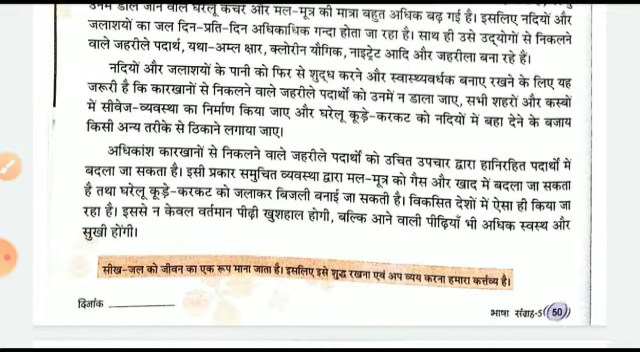 उनमें डाले जाने वाले घरेलू कचरे और मल-मूत्र की मात्रा बहुत अधिक बढ़ गई है। इसलिए नदियों और
जलाशयों का जल दिन-प्रति-दिन अधिकाधिक गन्दा होता जा रहा है। साथ ही उसे उद्योगों से निकलने
वाले जहरीले पदार्थ, यथा-अम्ल क्षार, क्लोरीन यौगिक, नाइट्रेट आदि और जहरीला बना रहे हैं।
नदियों और जलाशयों के पानी को फिर से शुद्ध करने और स्वास्थ्यवर्धक बनाए रखने के लिए यह
जरूरी है कि कारखानों से निकलने वाले जहरीले पदार्थों को उनमें न डाला जाए, सभी शहरों और कस्बों
में सीवेज-व्यवस्था का निर्माण किया जाए और घरेलू कूड़े-करकट को नदियों में बहा देने के बजाय
किसी अन्य तरीके से ठिकाने लगाया जाए।
अधिकांश कारखानों से निकलने वाले जहरीले पदार्थों को उचित उपचार द्वारा हानिरहित पदार्थों में
बदला जा सकता है। इसी प्रकार समुचित व्यवस्था द्वारा मल-मूत्र को गैस और खाद में बदला जा सकता
है तथा घरेलू कूड़े-करकट को जलाकर बिजली बनाई जा सकती है। विकसित देशों में ऐसा ही किया जा
रहा है। इससे न केवल वर्तमान पीढ़ी खुशहाल होगी, बल्कि आने वाली पीढ़ियाँ भी अधिक स्वस्थ और
सुखी होंगी।
सीख-जल को जीवन का एक रूप माना जाता है। इसलिए इसे शुद्ध रखना एवं अप व्यय करना हमारा कर्त्तव्य है।
दिनांक ___________
भाषा संवाह-5 50